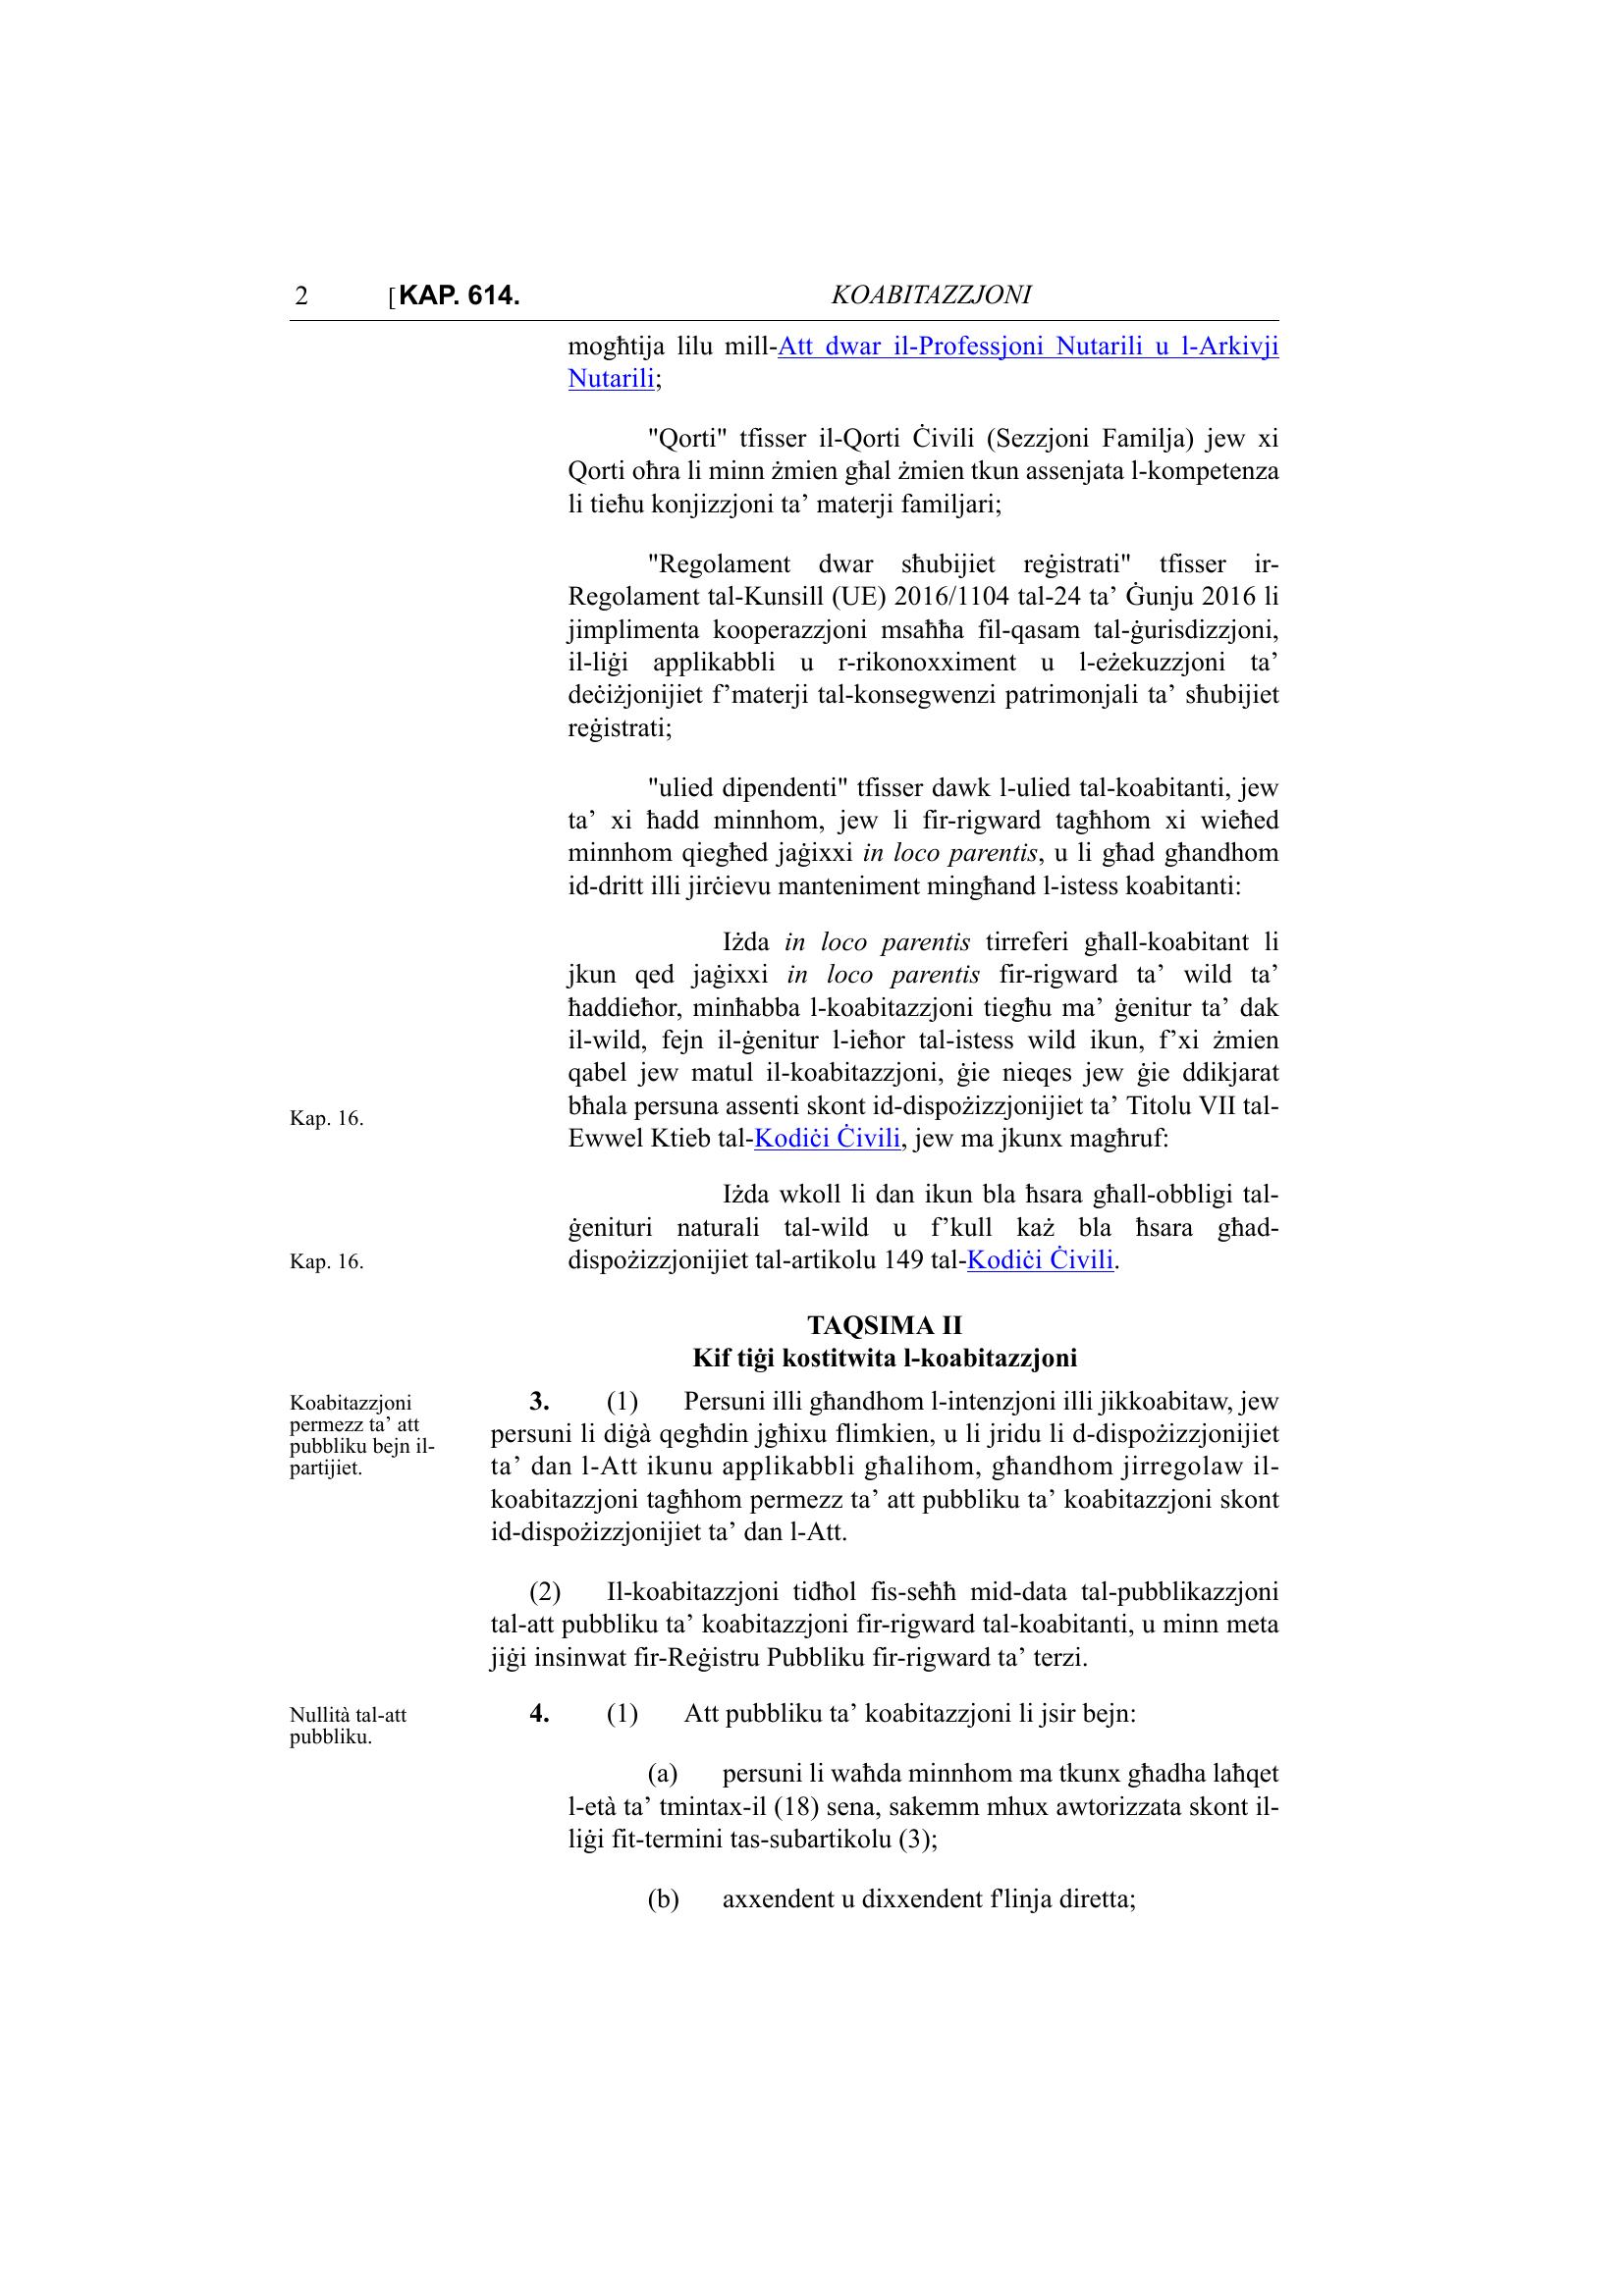 2 [KAP. 614. KOABITAZZJONI
mogħtija lilu mill-Att dwar il-Professjoni Nutarili u l-Arkivji
Nutarili;
"Qorti" tfisser il-Qorti Ċivili (Sezzjoni Familja) jew xi
Qorti oħra li minn żmien għal żmien tkun assenjata l-kompetenza
li tieħu konjizzjoni ta’ materji familjari;
"Regolament dwar sħubijiet reġistrati" tfisser ir-
Regolament tal-Kunsill (UE) 2016/1104 tal-24 ta’ Ġunju 2016 li
jimplimenta kooperazzjoni msaħħa fil-qasam tal-ġurisdizzjoni,
il-liġi applikabbli u r-rikonoxximent u l-eżekuzzjoni ta’
deċiżjonijiet f’materji tal-konsegwenzi patrimonjali ta’ sħubijiet
reġistrati;
"ulied dipendenti" tfisser dawk l-ulied tal-koabitanti, jew
ta’ xi ħadd minnhom, jew li fir-rigward tagħhom xi wieħed
minnhom qiegħed jaġixxi in loco parentis, u li għad għandhom
id-dritt illi jirċievu manteniment mingħand l-istess koabitanti:
Iżda in loco parentis tirreferi għall-koabitant li
jkun qed jaġixxi in loco parentis fir-rigward ta’ wild ta’
ħaddieħor, minħabba l-koabitazzjoni tiegħu ma’ ġenitur ta’ dak
il-wild, fejn il-ġenitur l-ieħor tal-istess wild ikun, f’xi żmien
qabel jew matul il-koabitazzjoni, ġie nieqes jew ġie ddikjarat
bħala persuna assenti skont id-dispożizzjonijiet ta’ Titolu VII tal-
Kap. 16.
Ewwel Ktieb tal-Kodiċi Ċivili, jew ma jkunx magħruf:
Iżda wkoll li dan ikun bla ħsara għall-obbligi tal-
ġenituri naturali tal-wild u f’kull każ bla ħsara għad-
Kap. 16.
dispożizzjonijiet tal-artikolu 149 tal-Kodiċi Ċivili.
TAQSIMA II
Kif tiġi kostitwita l-koabitazzjoni
Koabitazzjoni
permezz ta’ att
pubbliku bejn il-
partijiet.
3. (1) Persuni illi għandhom l-intenzjoni illi jikkoabitaw, jew
persuni li diġà qegħdin jgħixu flimkien, u li jridu li d-dispożizzjonijiet
ta’ dan l-Att ikunu applikabbli għalihom, għandhom jirregolaw il-
koabitazzjoni tagħhom permezz ta’ att pubbliku ta’ koabitazzjoni skont
id-dispożizzjonijiet ta’ dan l-Att.
(2) Il-koabitazzjoni tidħol fis-seħħ mid-data tal-pubblikazzjoni
tal-att pubbliku ta’ koabitazzjoni fir-rigward tal-koabitanti, u minn meta
jiġi insinwat fir-Reġistru Pubbliku fir-rigward ta’ terzi.
Nullità tal-att
pubbliku.
4. (1) Att pubbliku ta’ koabitazzjoni li jsir bejn:
(a) persuni li waħda minnhom ma tkunx għadha laħqet
l-età ta’ tmintax-il (18) sena, sakemm mhux awtorizzata skont il-
liġi fit-termini tas-subartikolu (3);
(b) axxendent u dixxendent f'linja diretta;